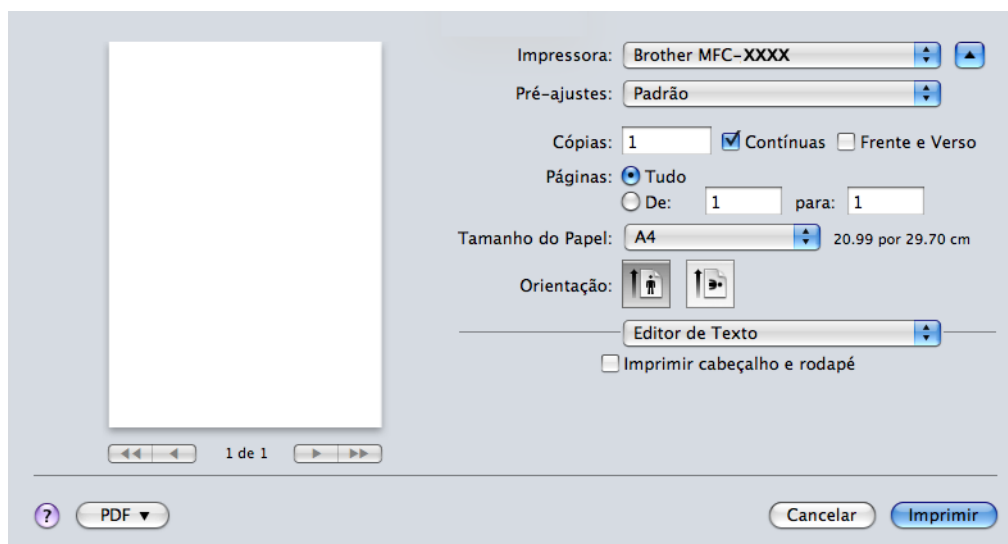 Impressora: Brother MFC-XXXX
Pré-ajustes: Padrão
Cópias: 1 Contínuas Frente e Verso
Páginas: Tudo
De: 1 para: 1
Tamanho do Papel: A4 20.99 por 29.70 cm
Orientação:
Editor de Texto
Imprimir cabeçalho e rodapé
1 de 1
? PDF ▼ Cancelar Imprimir